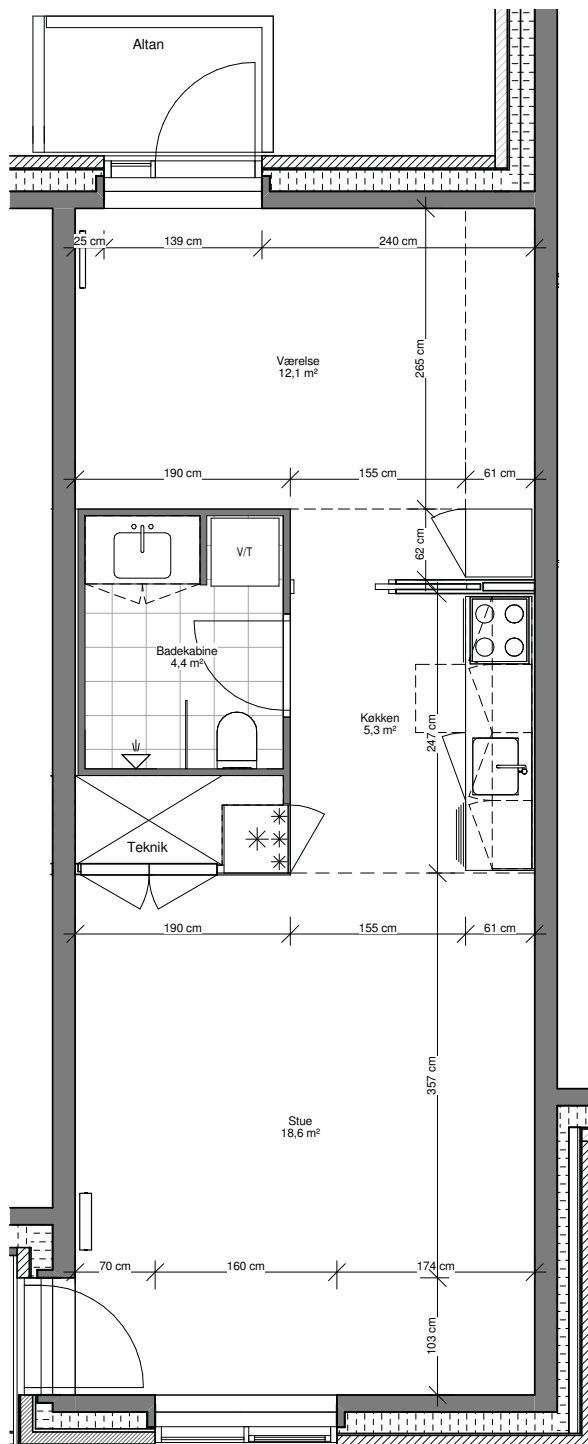 Altan
25 cm
139 cm
240 cm
265 cm
Værelse
12,1 m²
190 cm
155 cm
61 cm
62 cm
V/T
Badekabine
4,4 m²
Køkken
5,3 m²
247 cm
Teknik
190 cm
155 cm
61 cm
357 cm
Stue
18,6 m²
70 cm
160 cm
174 cm
103 cm